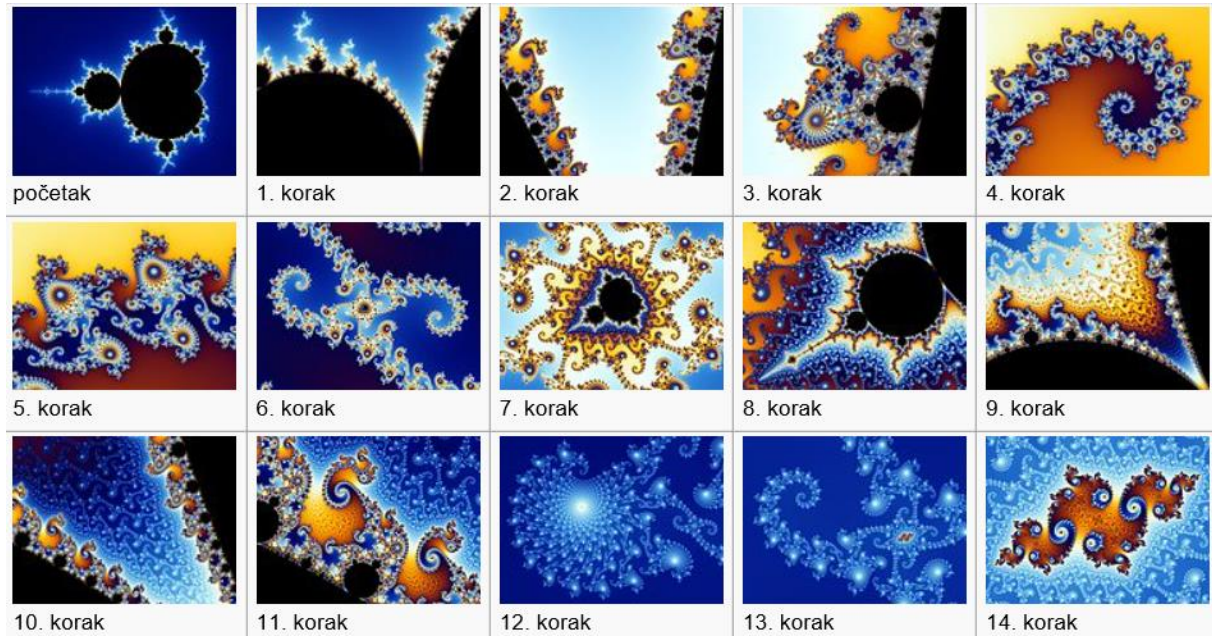 početak
1. korak
2. korak
3. korak
4. korak
5. korak
6. korak
7. korak
8. korak
9. korak
10. korak
11. korak
12. korak
13. korak
14. korak